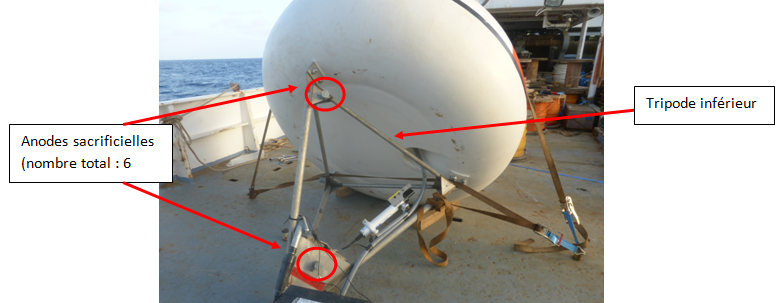 Anodes sacrificielles
(nombre total : 6
Tripode inférieur